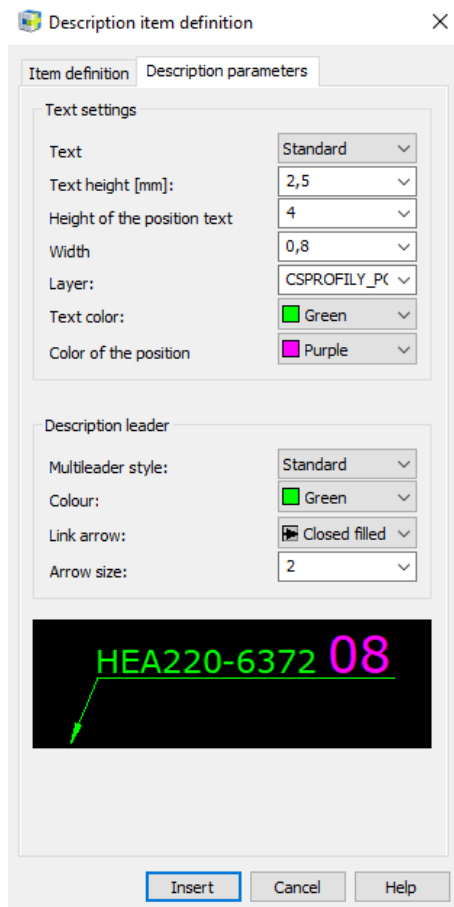 Description item definition
Item definition Description parameters
Text settings
Text Standard
Text height [mm]: 2,5
Height of the position text 4
Width 0,8
Layer: CSPROFILY_P
Text color: Green
Color of the position Purple
Description leader
Multileader style: Standard
Colour: Green
Link arrow: Closed filled
Arrow size: 2
HEA220-6372 08
Insert Cancel Help